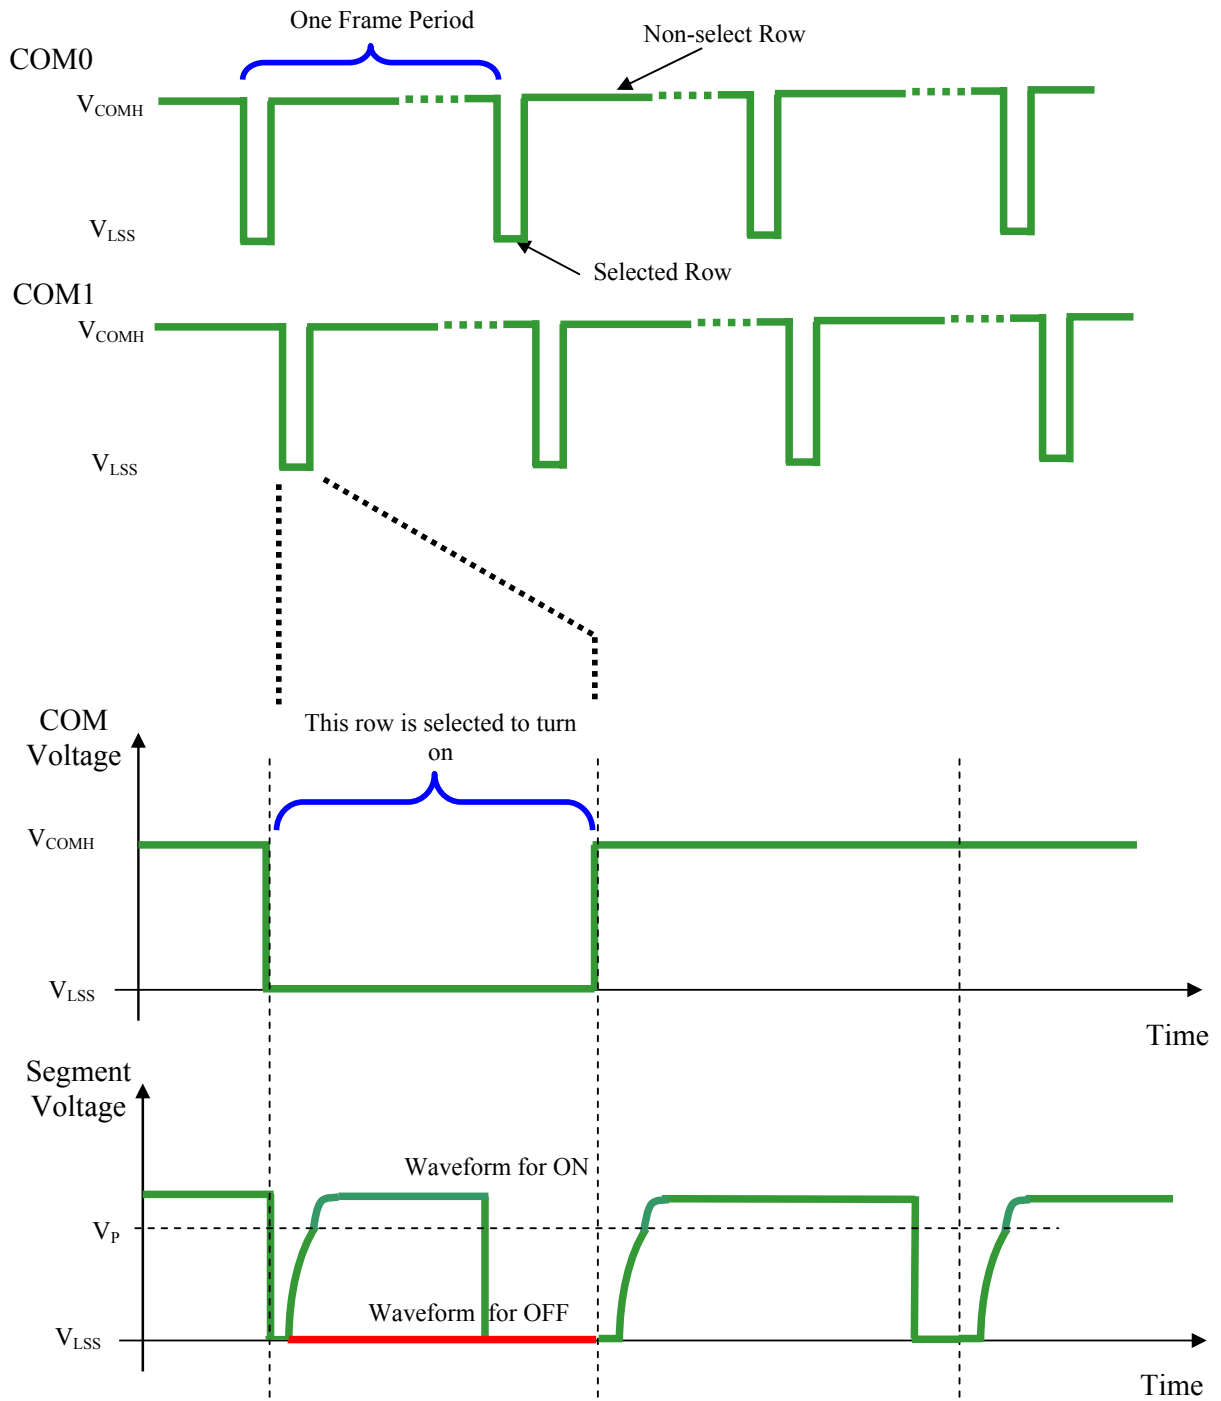 One Frame Period
Non-select Row
COM0
VCOMH
VLSS
Selected Row
COM1
VCOMH
VLSS
COM
Voltage
This row is selected to turn
on
VCOMH
VLSS
Time
Segment
Voltage
Waveform for ON
VP
Waveform for OFF
VLSS
Time